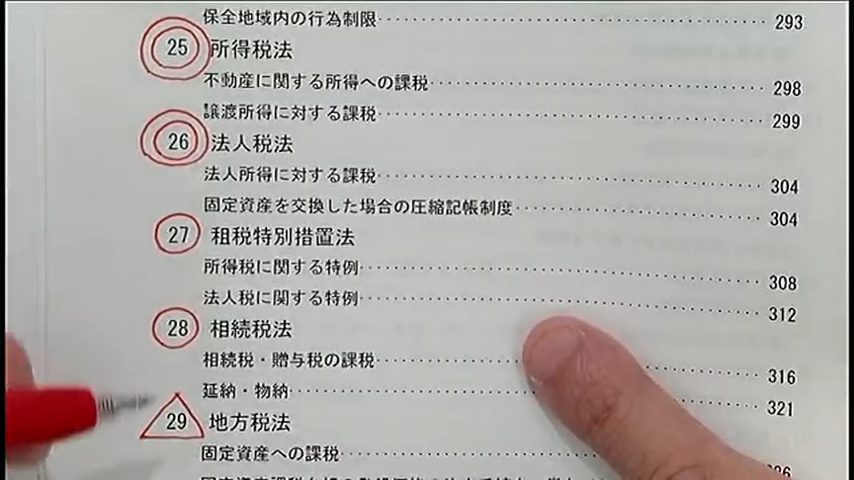 保全地域内の行為制限 293
25 所得税法
不動産に関する所得への課税 298
譲渡所得に対する課税 299
26 法人税法
法人所得に対する課税 304
固定資産を交換した場合の圧縮記帳制度 304
27 租税特別措置法
所得税に関する特例 308
法人税に関する特例 312
28 相続税法
相続税・贈与税の課税 316
延納・物納 321
29 地方税法
固定資産への課税